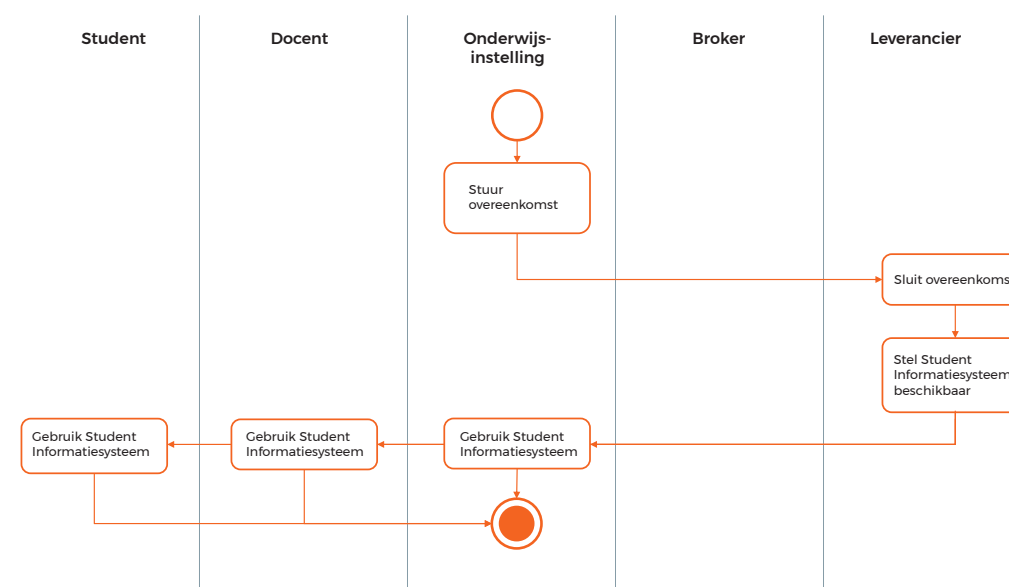 Student
Docent
Onderwijs-
instelling
Broker
Leverancier
Stuur
overeenkomst
Sluit overeenkoms
Stel Student
Informatiesysteem
beschikbaar
Gebruik Student
Informatiesysteem
Gebruik Student
Informatiesysteem
Gebruik Student
Informatiesysteem